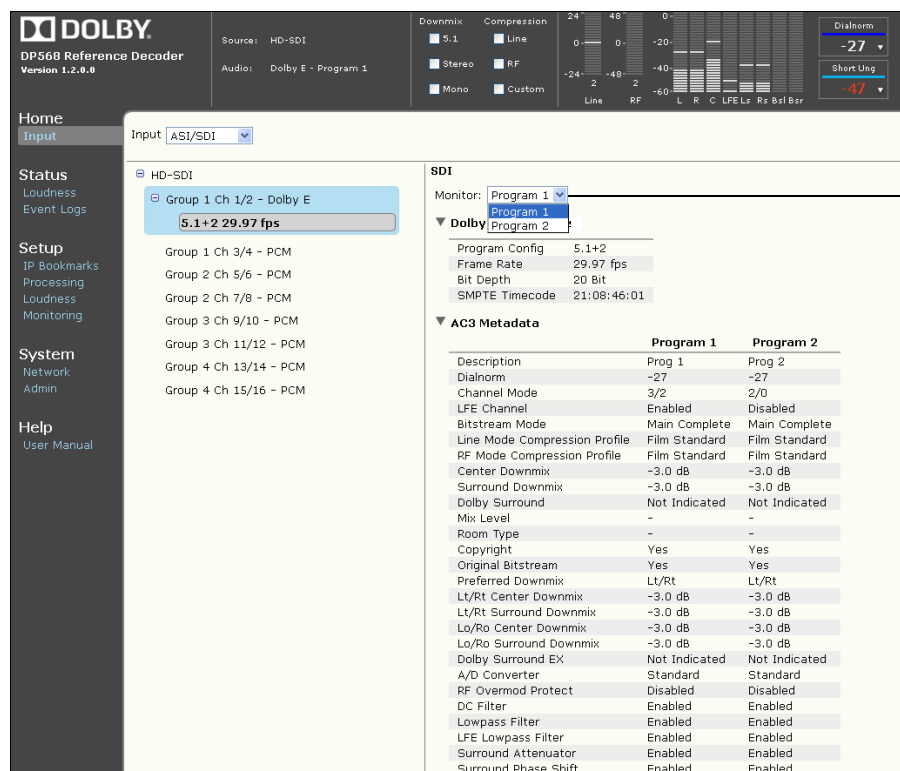 DOLBY.
DP568 Reference Decoder
Version 1.2.0.0
Source: HD-SDI
Audio: Dolby E - Program 1
Downmix Compression
5.1 Line
Stereo RF
Mono Custom
24 48 0-
0- 0- -20-
-24- -48- -40-
2 2 -60-
Line RF L R C LFE Ls Rs Bsl Bsr
Dialnorm
-27
Short Ung
-47
Home
Input
Status
Loudness
Event Logs
Setup
IP Bookmarks
Processing
Loudness
Monitoring
System
Network
Admin
Help
User Manual
Input ASI/SDI
HD-SDI
Group 1 Ch 1/2 - Dolby E
5.1+2 29.97 fps
Group 1 Ch 3/4 - PCM
Group 2 Ch 5/6 - PCM
Group 2 Ch 7/8 - PCM
Group 3 Ch 9/10 - PCM
Group 3 Ch 11/12 - PCM
Group 4 Ch 13/14 - PCM
Group 4 Ch 15/16 - PCM
SDI
Monitor: Program 1
Program 1
Program 2
Dolby
Program Config 5.1+2
Frame Rate 29.97 fps
Bit Depth 20 Bit
SMPTE Timecode 21:08:46:01
AC3 Metadata
Program 1 Program 2
Description Prog 1 Prog 2
Dialnorm -27 -27
Channel Mode 3/2 2/0
LFE Channel Enabled Disabled
Bitstream Mode Main Complete Main Complete
Line Mode Compression Profile Film Standard Film Standard
RF Mode Compression Profile Film Standard Film Standard
Center Downmix -3.0 dB -3.0 dB
Surround Downmix -3.0 dB -3.0 dB
Dolby Surround Not Indicated Not Indicated
Mix Level - -
Room Type - -
Copyright Yes Yes
Original Bitstream Yes Yes
Preferred Downmix Lt/Rt Lt/Rt
Lt/Rt Center Downmix -3.0 dB -3.0 dB
Lt/Rt Surround Downmix -3.0 dB -3.0 dB
Lo/Ro Center Downmix -3.0 dB -3.0 dB
Lo/Ro Surround Downmix -3.0 dB -3.0 dB
Dolby Surround EX Not Indicated Not Indicated
A/D Converter Standard Standard
RF Overmod Protect Disabled Disabled
DC Filter Enabled Enabled
Lowpass Filter Enabled Enabled
LFE Lowpass Filter Enabled Enabled
Surround Attenuator Enabled Enabled
Surround Phase Shift Enabled Enabled